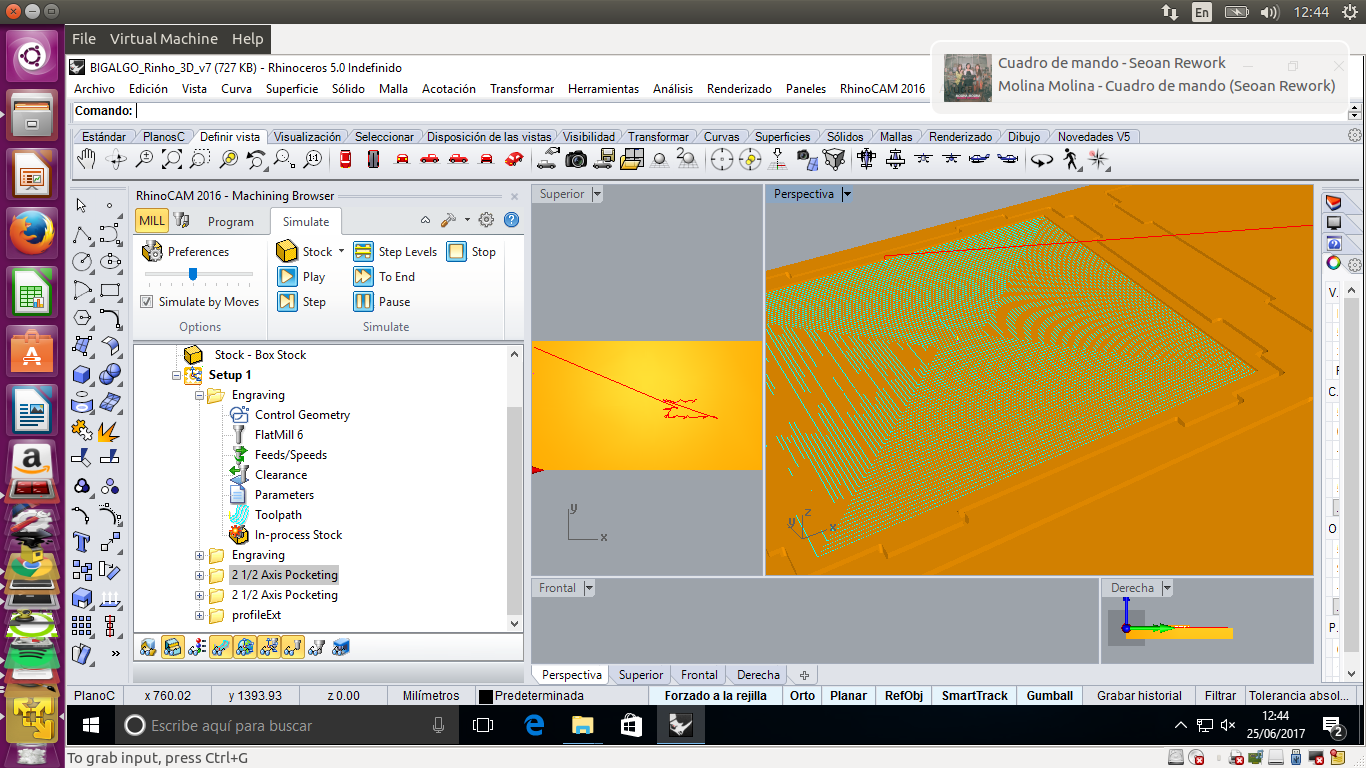 En
12:44
File Virtual Machine Help
Cuadro de mando - Seoan Rework
Molina Molina - Cuadro de mando (Seoan Rework)
BIGALGO_Rinho_3D_v7 (727 KB) - Rhinoceros 5.0 Indefinido
Archivo Edición Vista Curva Superficie Sólido Malla Acotación Transformar Herramientas Análisis Renderizado Paneles RhinoCAM 2016
Comando:
Estándar PlanosC Definir vista Visualización Seleccionar Disposición de las vistas Visibilidad Transformar Curvas Superficies Sólidos Mallas Renderizado Dibujo Novedades V5
RhinoCAM 2016 - Machining Browser
MILL Program Simulate
Preferences
Simulate by Moves
Options
Stock Step Levels Stop
Play To End
Step Pause
Simulate
Stock - Box Stock
Setup 1
Engraving
Control Geometry
FlatMill 6
Feeds/Speeds
Clearance
Parameters
Toolpath
In-process Stock
Engraving
2 1/2 Axis Pocketing
2 1/2 Axis Pocketing
profileExt
Superior
y
x
Perspectiva
z
y
x
Frontal
Derecha
V.
C.
O
P.
Perspectiva Superior Frontal Derecha
PlanoC x 760.02 y 1393.93 z 0.00 Milímetros Predeterminada Forzado a la rejilla Orto Planar RefObj SmartTrack Gumball Grabar historial Filtrar Tolerancia absol...
Escribe aquí para buscar
12:44
25/06/2017
2
To grab input, press Ctrl+G